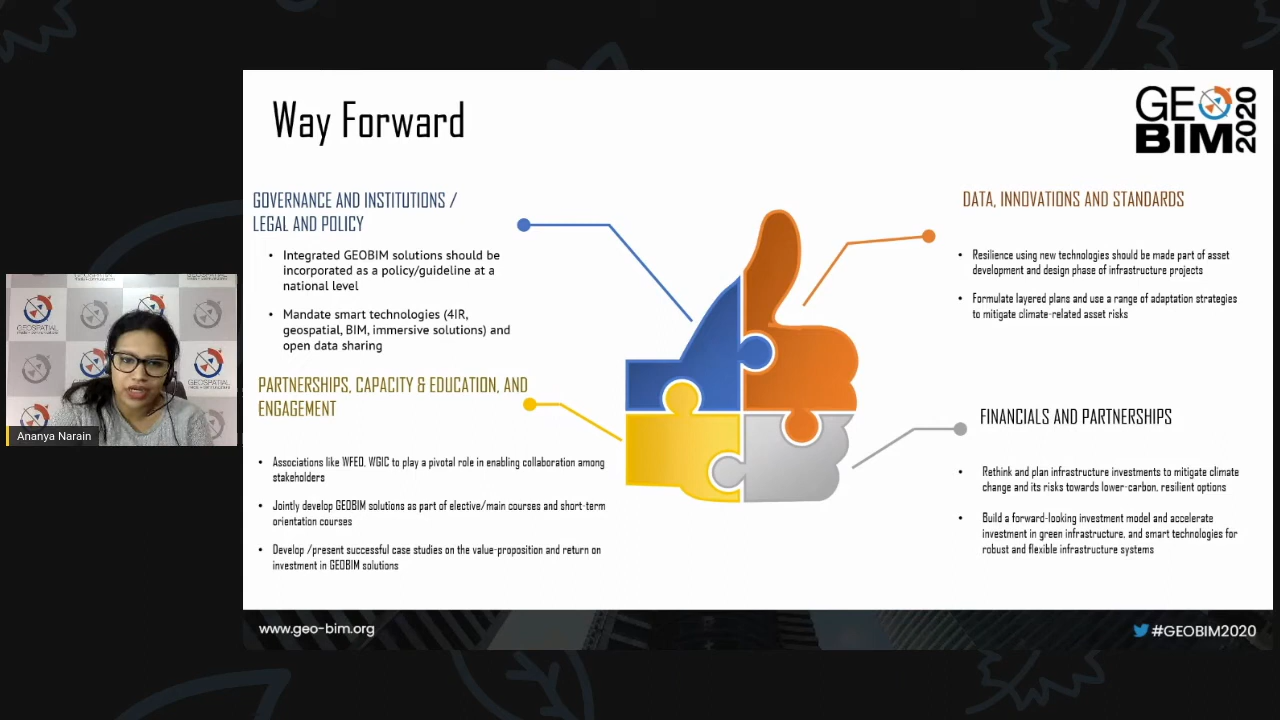 Way Forward
GEO
BIM
2020
GOVERNANCE AND INSTITUTIONS /
LEGAL AND POLICY
• Integrated GEOBIM solutions should be
incorporated as a policy/guideline at a
national level
• Mandate smart technologies (4IR,
geospatial, BIM, immersive solutions) and
open data sharing
PARTNERSHIPS, CAPACITY & EDUCATION, AND
ENGAGEMENT
• Associations like WFEO, WGIC to play a pivotal role in enabling collaboration among
stakeholders
• Jointly develop GEOBIM solutions as part of elective/main courses and short-term
orientation courses
• Develop /present successful case studies on the value-proposition and return on
investment in GEOBIM solutions
DATA, INNOVATIONS AND STANDARDS
• Resilience using new technologies should be made part of asset
development and design phase of infrastructure projects
• Formulate layered plans and use a range of adaptation strategies
to mitigate climate-related asset risks
FINANCIALS AND PARTNERSHIPS
• Rethink and plan infrastructure investments to mitigate climate
change and its risks towards lower-carbon, resilient options
• Build a forward-looking investment model and accelerate
investment in green infrastructure, and smart technologies for
robust and flexible infrastructure systems
GEOSPATIAL
GEOSPATIAL
Ananya Narain
www.geo-bim.org
#GEOBIM2020